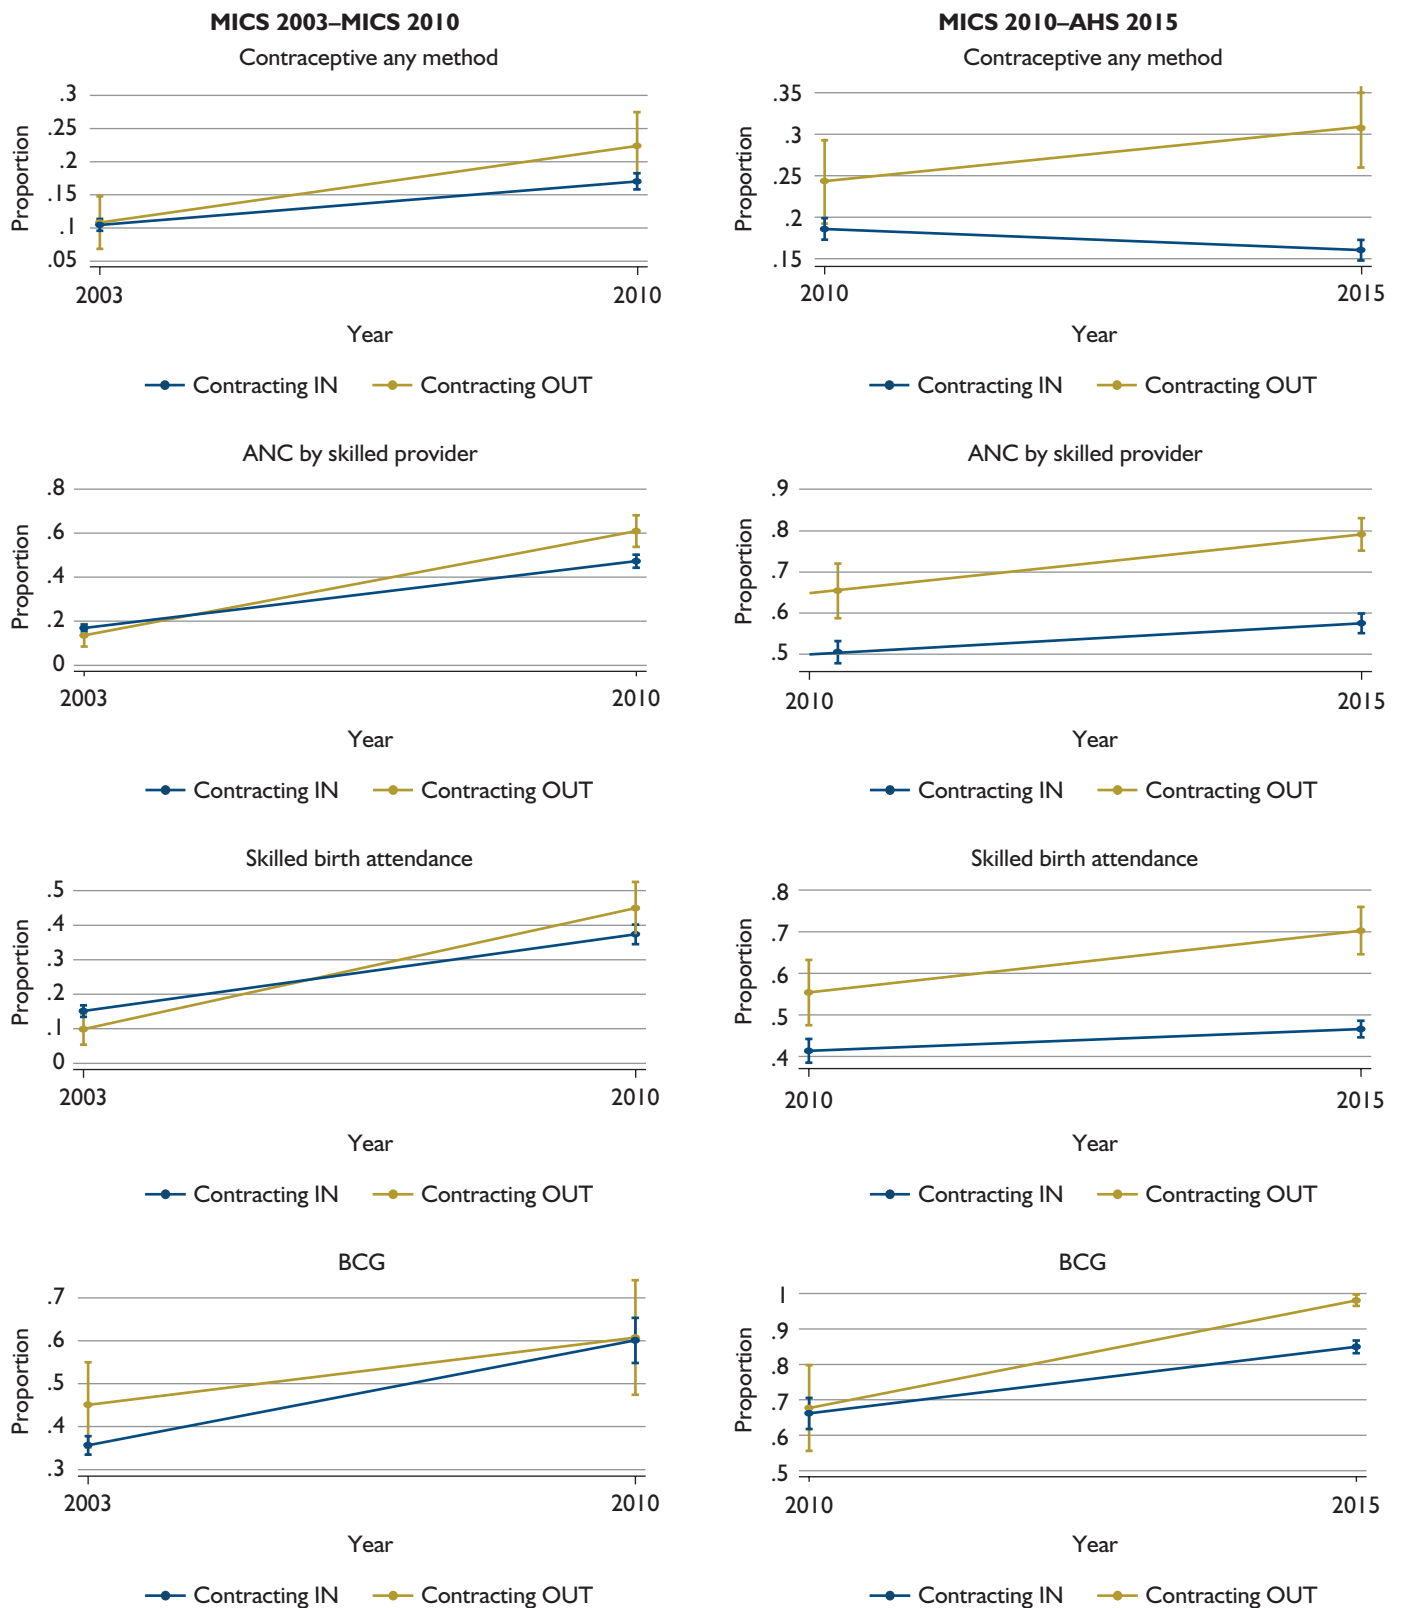 MICS 2003–MICS 2010
Contraceptive any method
.3
.25
.2
.15
.1
.05
Proportion
2003
2010
Year
Contracting IN
Contracting OUT
MICS 2010–AHS 2015
Contraceptive any method
.35
.3
.25
.2
.15
Proportion
2010
2015
Year
Contracting IN
Contracting OUT
ANC by skilled provider
.8
.6
.4
.2
0
Proportion
2003
2010
Year
Contracting IN
Contracting OUT
ANC by skilled provider
.9
.8
.7
.6
.5
Proportion
2010
2015
Year
Contracting IN
Contracting OUT
Skilled birth attendance
.5
.4
.3
.2
.1
0
Proportion
2003
2010
Year
Contracting IN
Contracting OUT
Skilled birth attendance
.8
.7
.6
.5
.4
Proportion
2010
2015
Year
Contracting IN
Contracting OUT
BCG
.7
.6
.5
.4
.3
Proportion
2003
2010
Year
Contracting IN
Contracting OUT
BCG
1
.9
.8
.7
.6
.5
Proportion
2010
2015
Year
Contracting IN
Contracting OUT